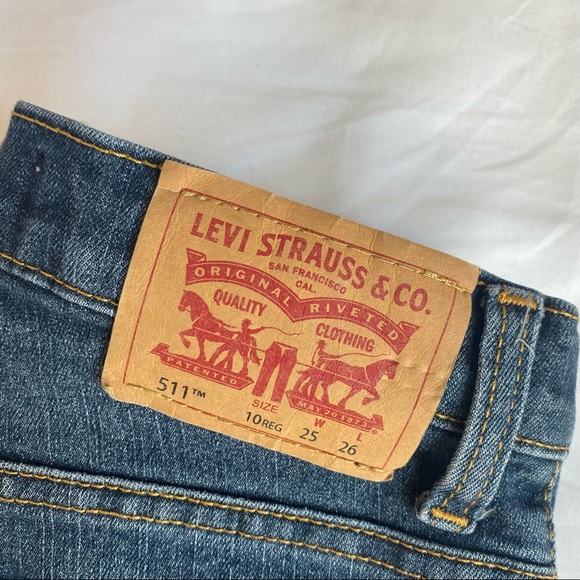 LEVI STRAUSS & CO.
SAN FRANCISCO
CAL.
ORIGINAL RIVETED
QUALITY CLOTHING
PATENTED MAY 20 1873
511™ SIZE W L
10REG 25 26